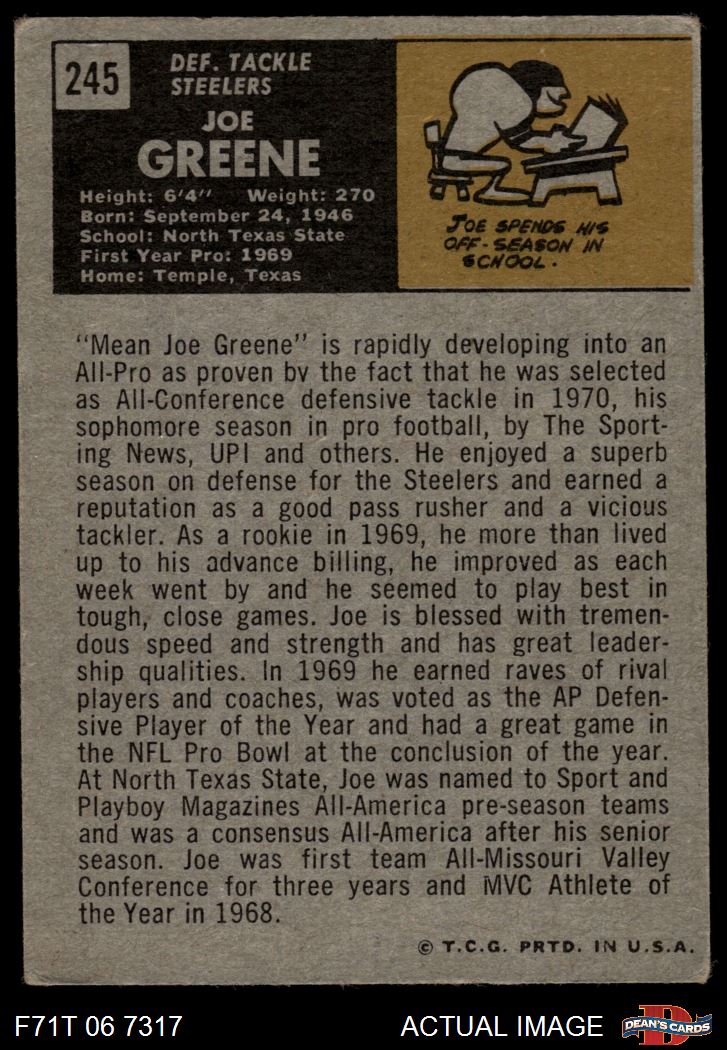 245
DEF. TACKLE
STEELERS
JOE
GREENE
Height: 6'4" Weight: 270
Born: September 24, 1946
School: North Texas State
First Year Pro: 1969
Home: Temple, Texas
JOE SPENDS HIS
OFF-SEASON IN
SCHOOL.
"Mean Joe Greene" is rapidly developing into an
All-Pro as proven by the fact that he was selected
as All-Conference defensive tackle in 1970, his
sophomore season in pro football, by The Sport-
ing News, UPI and others. He enjoyed a superb
season on defense for the Steelers and earned a
reputation as a good pass rusher and a vicious
tackler. As a rookie in 1969, he more than lived
up to his advance billing, he improved as each
week went by and he seemed to play best in
tough, close games. Joe is blessed with tremen-
dous speed and strength and has great leader-
ship qualities. In 1969 he earned raves of rival
players and coaches, was voted as the AP Defen-
sive Player of the Year and had a great game in
the NFL Pro Bowl at the conclusion of the year.
At North Texas State, Joe was named to Sport and
Playboy Magazines All-America pre-season teams
and was a consensus All-America after his senior
season. Joe was first team All-Missouri Valley
Conference for three years and MVC Athlete of
the Year in 1968.
© T.C.G. PRTD. IN U.S.A.
F71T 06 7317 ACTUAL IMAGE
D
DEAN'S CARDS